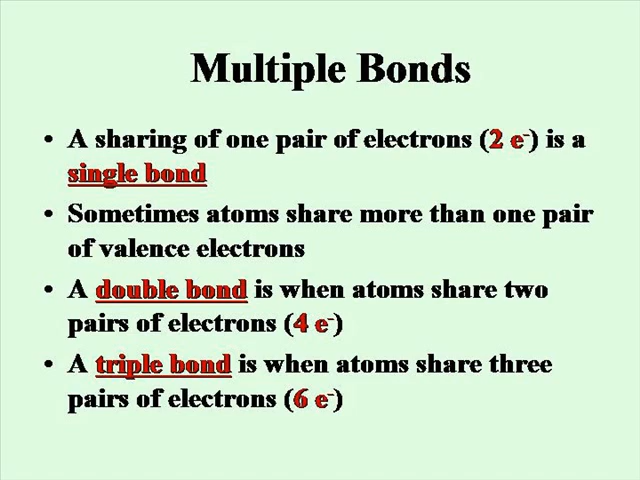 Multiple Bonds
• A sharing of one pair of electrons (2 e⁻) is a
single bond
• Sometimes atoms share more than one pair
of valence electrons
• A double bond is when atoms share two
pairs of electrons (4 e⁻)
• A triple bond is when atoms share three
pairs of electrons (6 e⁻)